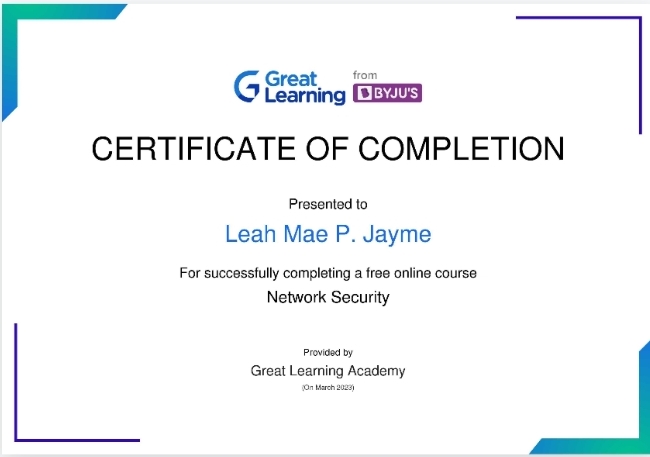 Great Learning from BYJU'S
CERTIFICATE OF COMPLETION
Presented to
Leah Mae P. Jayme
For successfully completing a free online course
Network Security
Provided by
Great Learning Academy
(On March 2023)